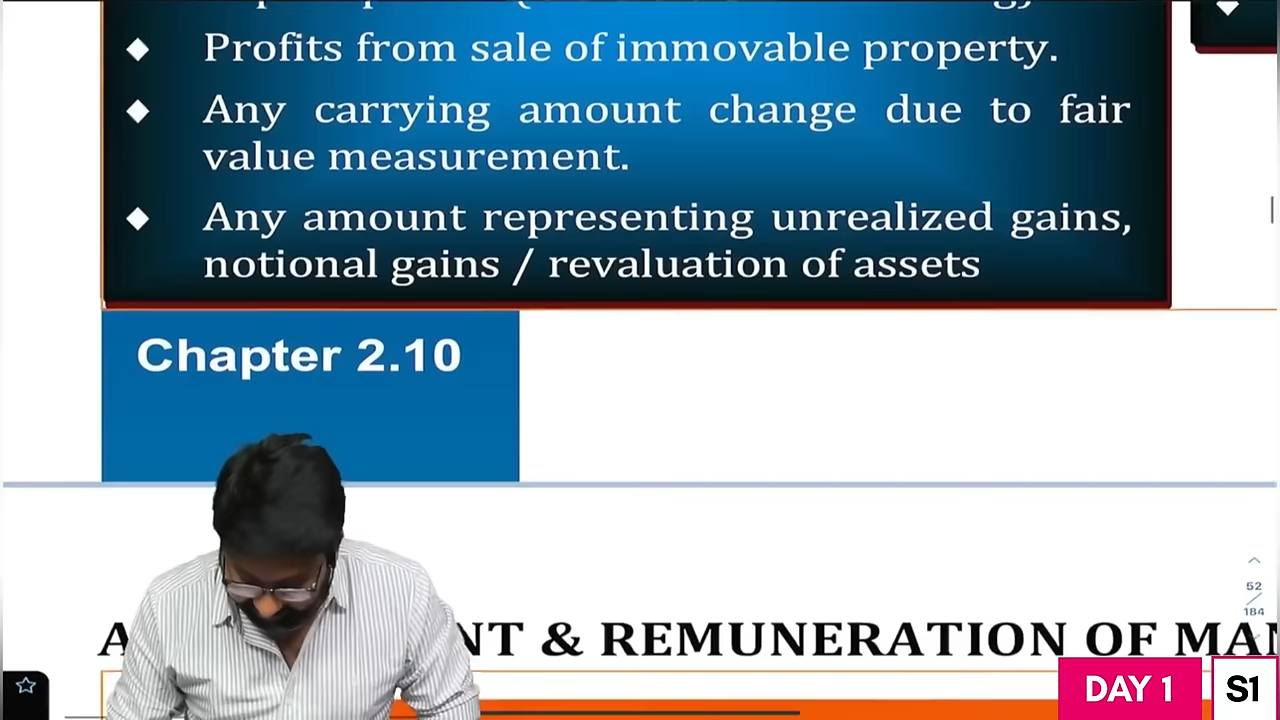 Profits from sale of immovable property.
Any carrying amount change due to fair
value measurement.
Any amount representing unrealized gains,
notional gains / revaluation of assets
Chapter 2.10
52
184
NT & REMUNERATION OF MAN
DAY 1
S1